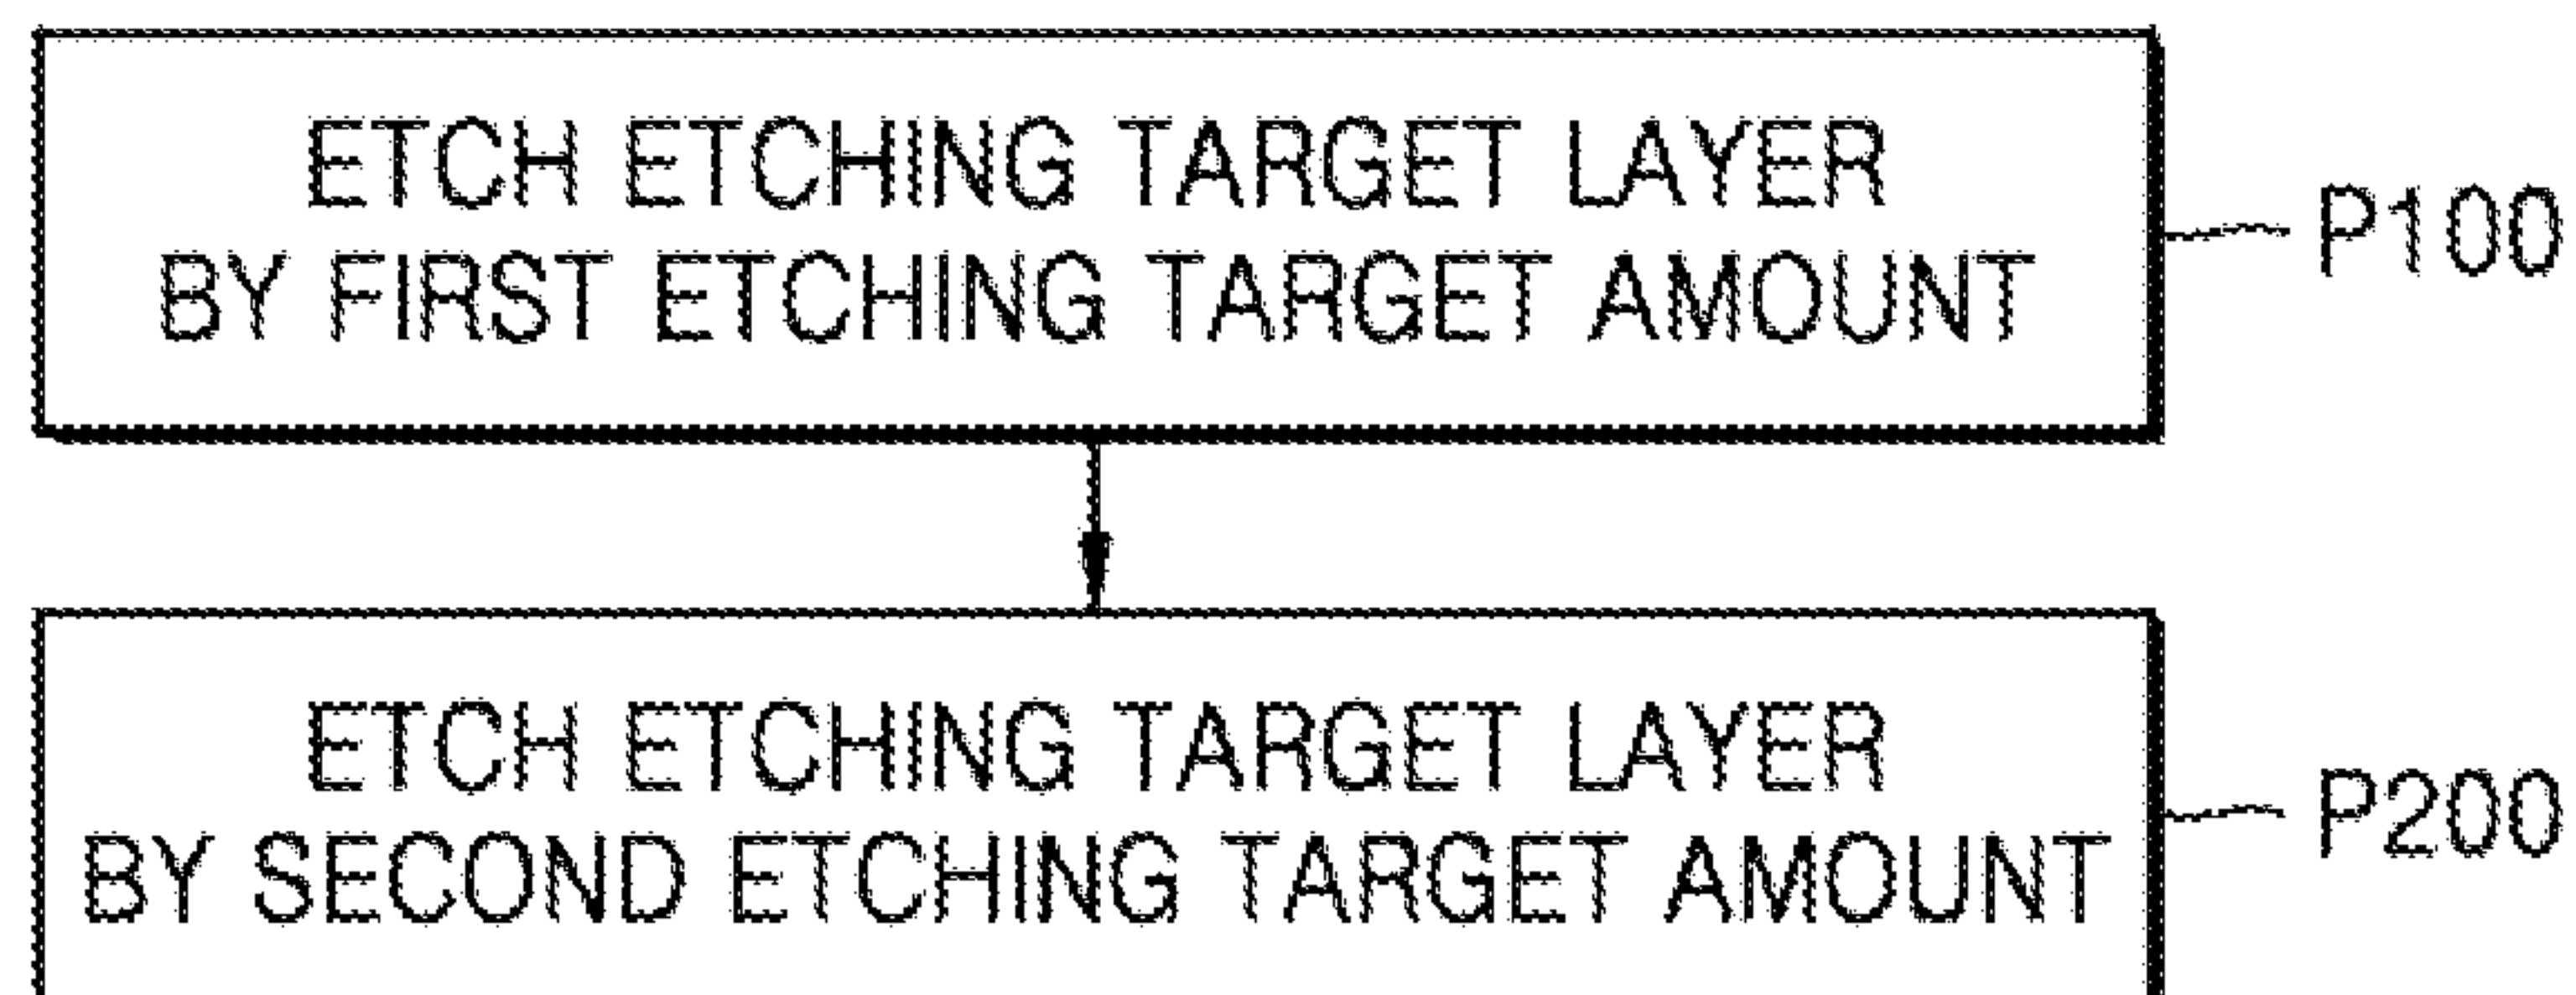 ETCH ETCHING TARGET LAYER
BY FIRST ETCHING TARGET AMOUNT
P100
ETCH ETCHING TARGET LAYER
BY SECOND ETCHING TARGET AMOUNT
P200